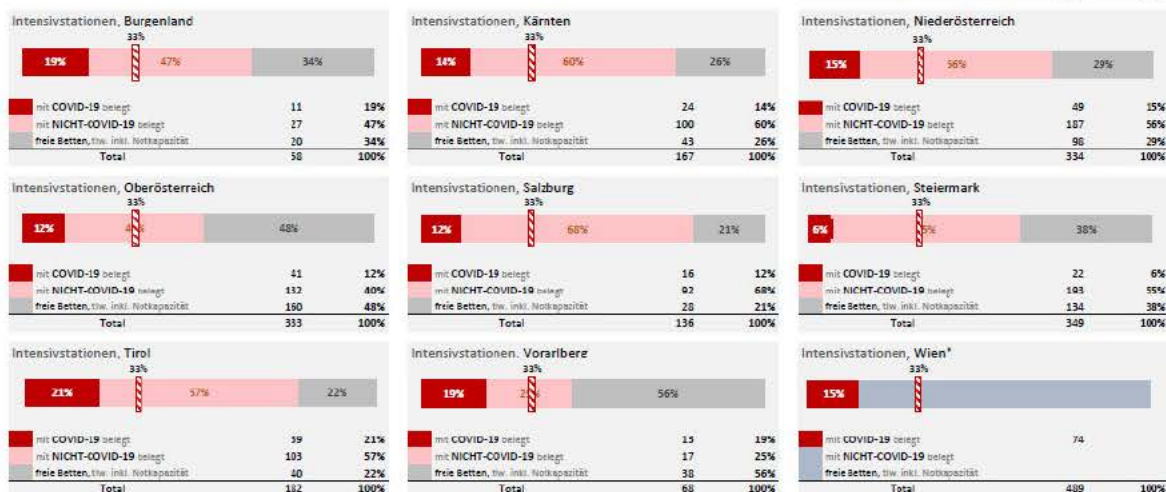 Intensivstationen, Burgenland
33%
19% 47% 34%
mit COVID-19 belegt 11 19%
mit NICHT-COVID-19 belegt 27 47%
freie Betten, tlw. inkl. Notkapazität 20 34%
Total 58 100%
Intensivstationen, Kärnten
33%
14% 60% 26%
mit COVID-19 belegt 24 14%
mit NICHT-COVID-19 belegt 100 60%
freie Betten, tlw. inkl. Notkapazität 43 26%
Total 167 100%
Intensivstationen, Niederösterreich
33%
15% 56% 29%
mit COVID-19 belegt 49 15%
mit NICHT-COVID-19 belegt 187 56%
freie Betten, tlw. inkl. Notkapazität 98 29%
Total 334 100%
Intensivstationen, Oberösterreich
33%
12% 48%
mit COVID-19 belegt 41 12%
mit NICHT-COVID-19 belegt 132 40%
freie Betten, tlw. inkl. Notkapazität 160 48%
Total 333 100%
Intensivstationen, Salzburg
33%
12% 68% 21%
mit COVID-19 belegt 16 12%
mit NICHT-COVID-19 belegt 92 68%
freie Betten, tlw. inkl. Notkapazität 28 21%
Total 136 100%
Intensivstationen, Steiermark
33%
6% 38%
mit COVID-19 belegt 22 6%
mit NICHT-COVID-19 belegt 193 55%
freie Betten, tlw. inkl. Notkapazität 134 38%
Total 349 100%
Intensivstationen, Tirol
33%
21% 57% 22%
mit COVID-19 belegt 39 21%
mit NICHT-COVID-19 belegt 103 57%
freie Betten, tlw. inkl. Notkapazität 40 22%
Total 182 100%
Intensivstationen, Vorarlberg
33%
19% 56%
mit COVID-19 belegt 13 19%
mit NICHT-COVID-19 belegt 17 25%
freie Betten, tlw. inkl. Notkapazität 38 56%
Total 68 100%
Intensivstationen, Wien*
33%
15%
mit COVID-19 belegt 74
mit NICHT-COVID-19 belegt
freie Betten, tlw. inkl. Notkapazität
Total 489 100%